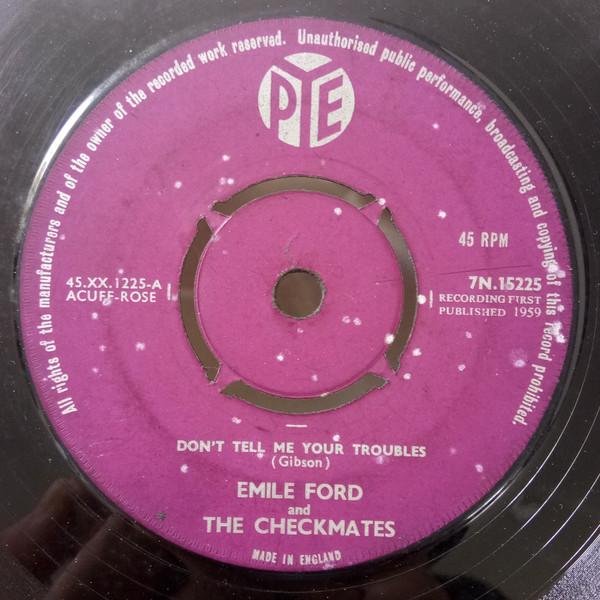 All rights of the manufacturers and of the owner of the recorded work reserved. Unauthorised public performance, broadcasting and copying of this record prohibited.
PYE
45 RPM
45.XX.1225-A
ACUFF-ROSE
7N.15225
RECORDING FIRST
PUBLISHED 1959
DON'T TELL ME YOUR TROUBLES
(Gibson)
EMILE FORD
and
THE CHECKMATES
MADE IN ENGLAND